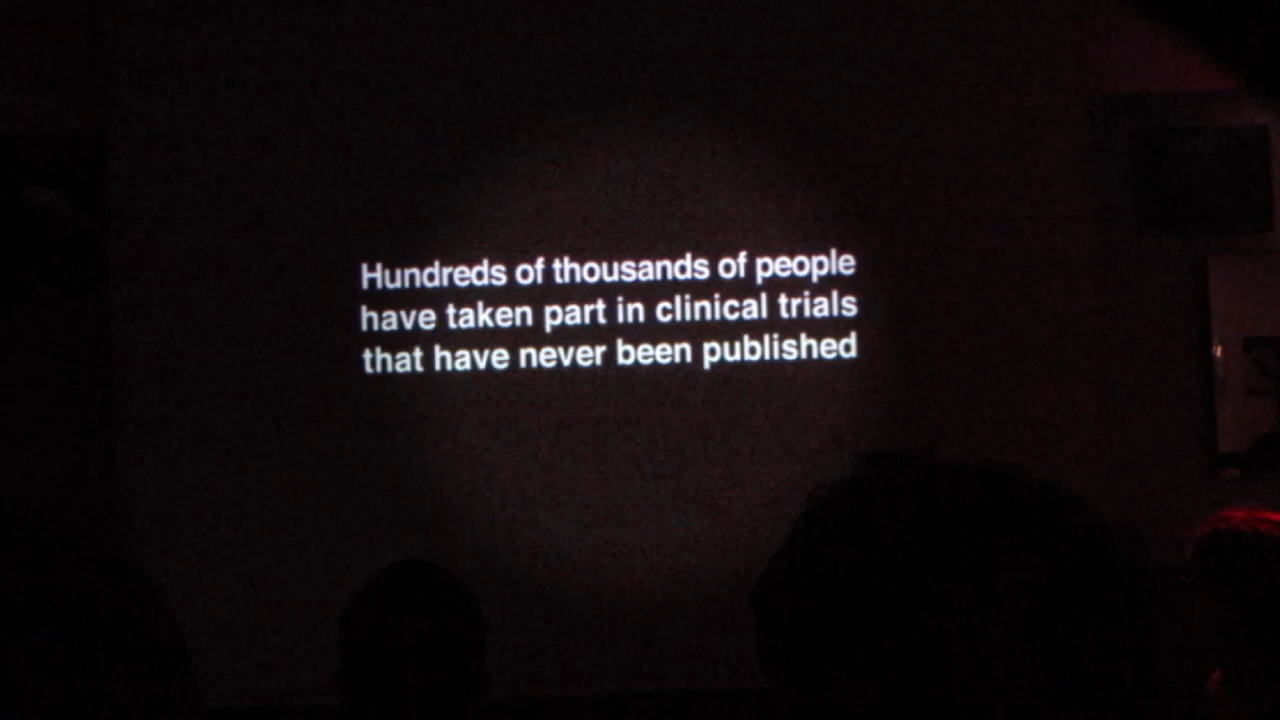 Hundreds of thousands of people
have taken part in clinical trials
that have never been published